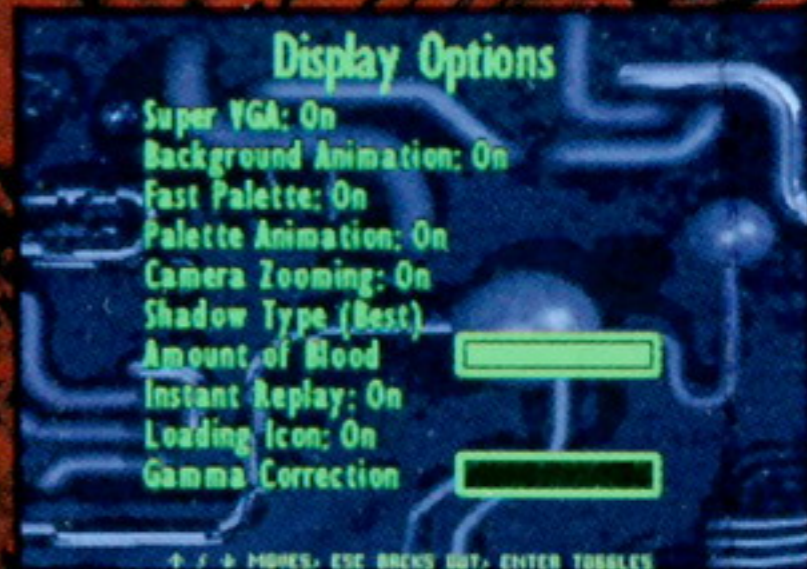 Display Options
Super VGA: On
Background Animation: On
Fast Palette: On
Palette Animation: On
Camera Zooming: On
Shadow Type (Best)
Amount of Blood
Instant Replay: On
Loading Icon: On
Gamma Correction
↑ / ↓ MOVES, ESC BACKS OUT, ENTER TOGGLES